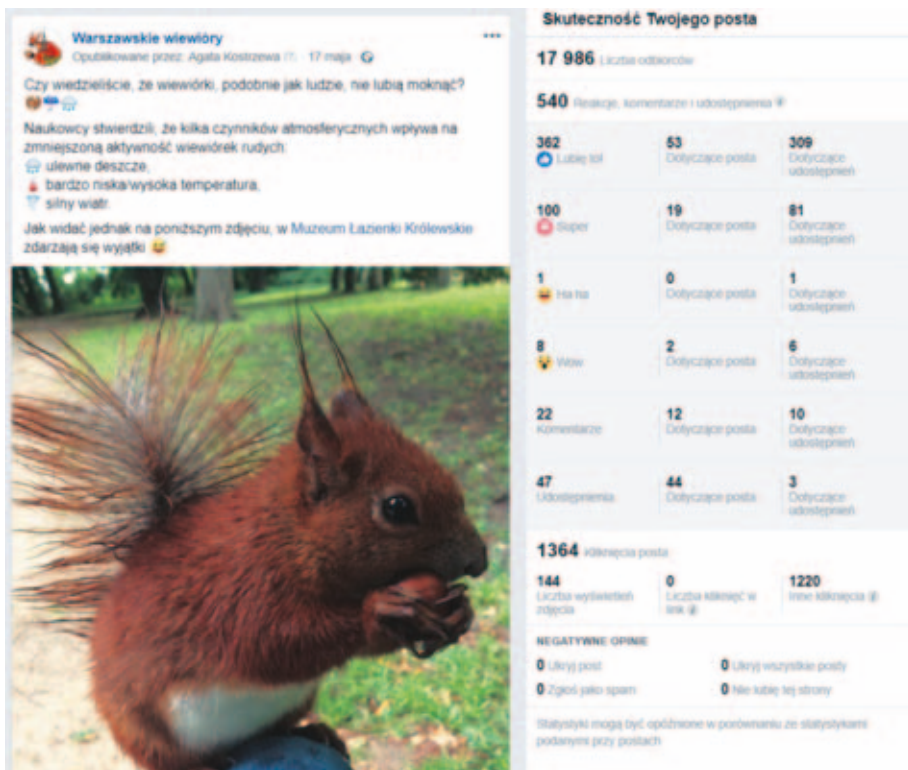 Warszawskie wiewióry
Opublikowane przez: Agata Kostrzewa 17 maja
Czy wiedzieliście, że wiewiórki, podobnie jak ludzie, nie lubią moknąć?
Naukowcy stwierdzili, że kilka czynników atmosferycznych wpływa na
zmniejszoną aktywność wiewiórek rudych:
ulewne deszcze,
bardzo niska/wysoka temperatura,
silny wiatr.
Jak widać jednak na poniższym zdjęciu, w Muzeum Łazienki Królewskie
zdarzają się wyjątki
Skuteczność Twojego posta
17 986 Liczba odbiorców
540 Reakcje, komentarze i udostępnienia
362 53 309
Lubię to! Dotyczące posta Dotyczące
udostępnień
100 19 81
Super Dotyczące posta Dotyczące
udostępnień
1 0 1
Ha ha Dotyczące posta Dotyczące
udostępnień
8 2 6
Wow Dotyczące posta Dotyczące
udostępnień
22 12 10
Komentarze Dotyczące posta Dotyczące
udostępnień
47 44 3
Udostępnienia Dotyczące posta Dotyczące
udostępnień
1364 Kliknięcia posta
144 0 1220
Liczba wyświetleń Liczba kliknięć w Inne kliknięcia
zdjęcia link
NEGATYWNE OPINIE
0 Ukryj post 0 Ukryj wszystkie posty
0 Zgłoś jako spam 0 Nie lubię tej strony
Statystyki mogą być opóźnione w porównaniu ze statystykami
podanymi przy postach